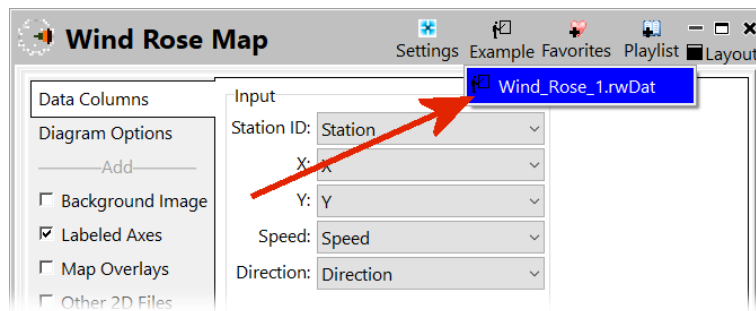 Wind Rose Map
Settings Example Favorites Playlist Layout
Wind_Rose_1.rwDat
Data Columns
Diagram Options
Add
Background Image
Labeled Axes
Map Overlays
Other 2D Files
Input
Station ID: Station
X: X
Y: Y
Speed: Speed
Direction: Direction